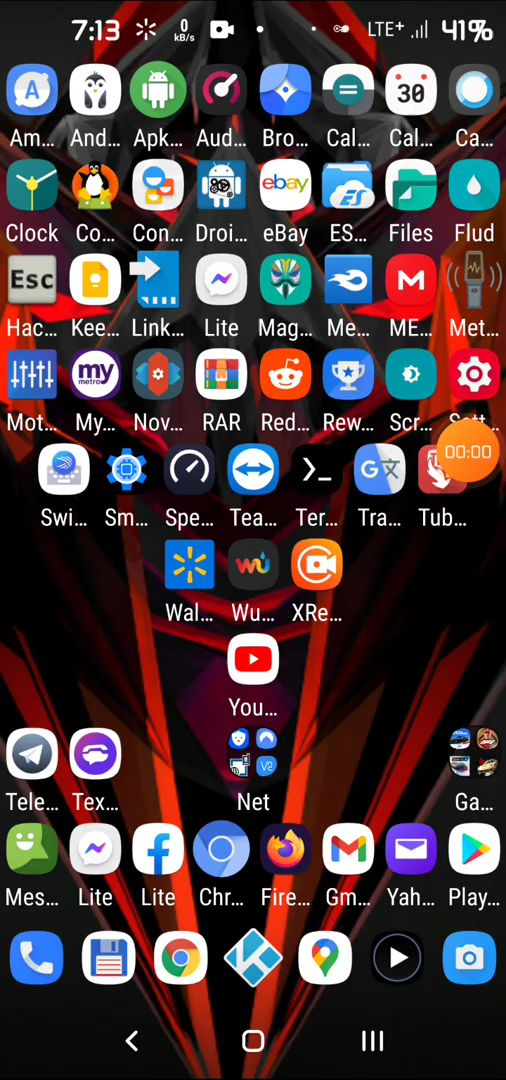 7:13 0 kB/s LTE+ 41%
30
Am... And... Apk... Aud... Bro... Cal... Cal... Ca...
ebay ES
Clock Co... Con... Droi... eBay ES... Files Flud
Esc M
Hac... Kee... Link... Lite Mag... Me... ME... Met...
my metro
Mot... My... Nov... RAR Red... Rew... Scr... Sett...
00:00
G文
Swi... Sm... Spe... Tea... Ter... Tra... Tub...
wu
Wal... Wu... XRe...
You...
V2
Tele... Tex... Net Ga...
Mes... Lite Lite Chr... Fire... Gm... Yah... Play...